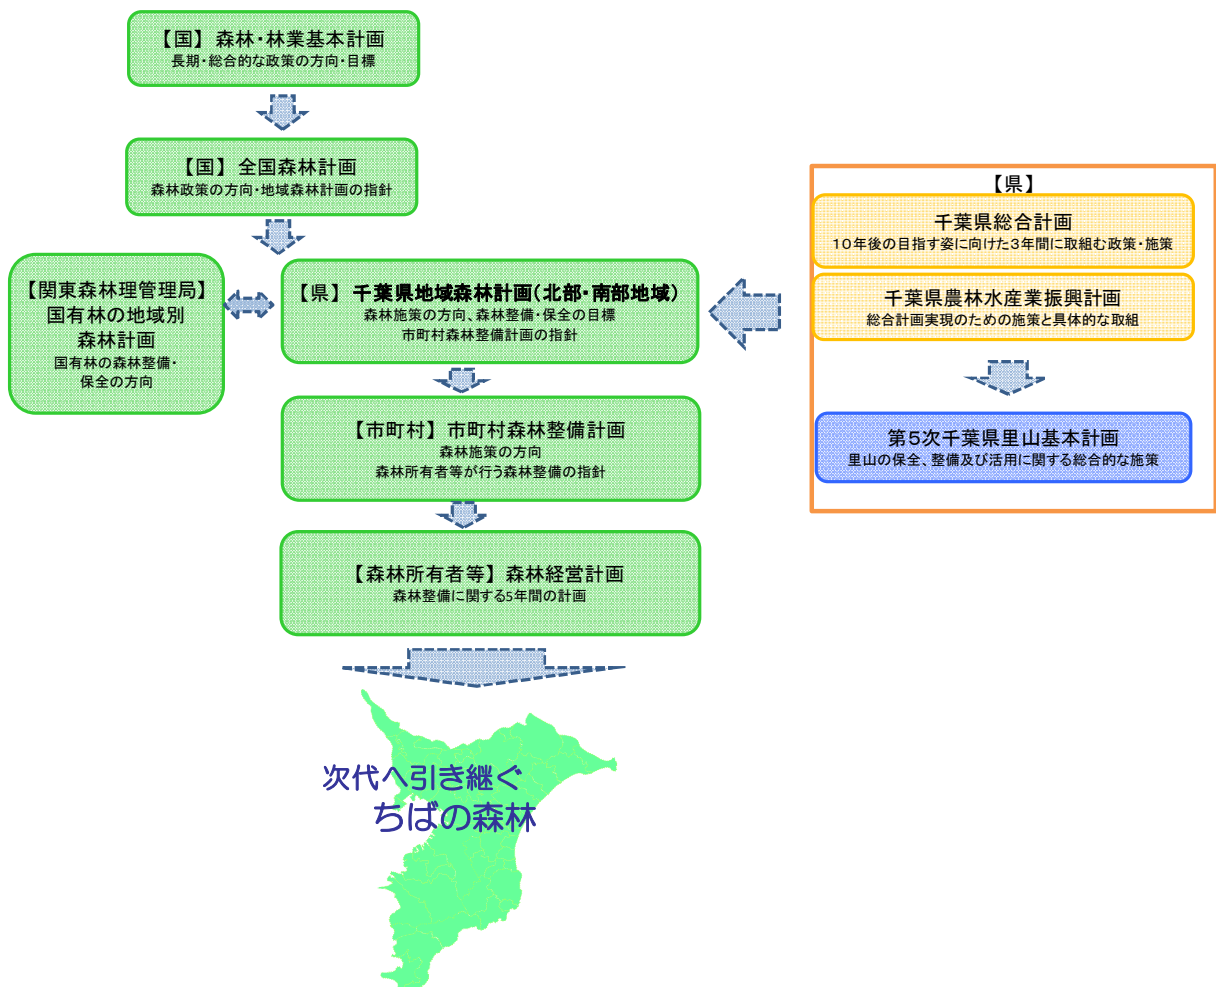 【国】 森林・林業基本計画
長期・総合的な政策の方向・目標
【国】 全国森林計画
森林政策の方向・地域森林計画の指針
【関東森林理管理局】
国有林の地域別
森林計画
国有林の森林整備・
保全の方向
【県】 千葉県地域森林計画(北部・南部地域)
森林施策の方向、森林整備・保全の目標
市町村森林整備計画の指針
【市町村】 市町村森林整備計画
森林施策の方向
森林所有者等が行う森林整備の指針
【森林所有者等】 森林経営計画
森林整備に関する5年間の計画
【県】
千葉県総合計画
10年後の目指す姿に向けた3年間に取組む政策・施策
千葉県農林水産業振興計画
総合計画実現のための施策と具体的な取組
第5次千葉県里山基本計画
里山の保全、整備及び活用に関する総合的な施策
次代へ引き継ぐ
ちばの森林